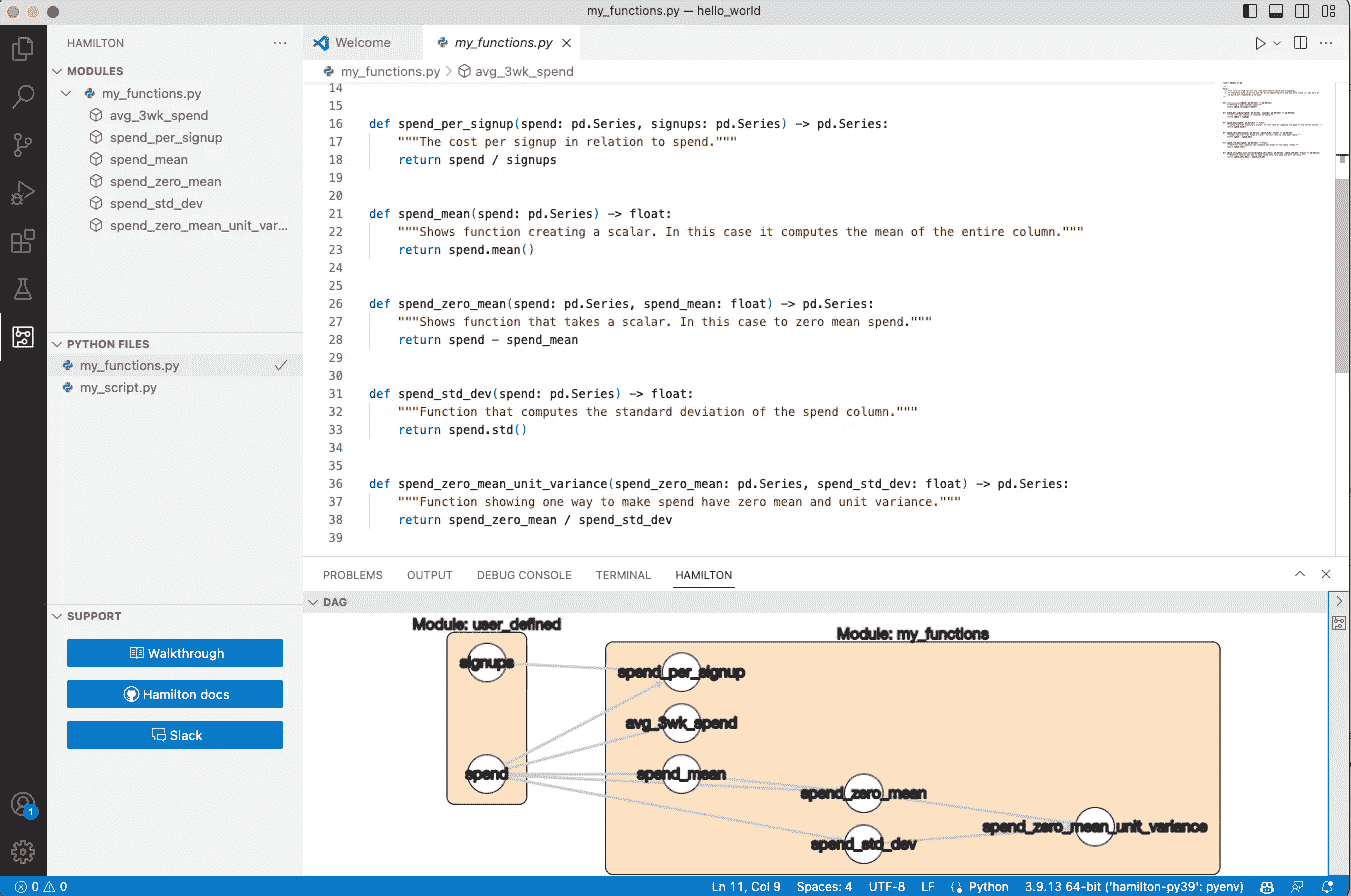 my_functions.py — hello_world
HAMILTON
Welcome
my_functions.py
MODULES
my_functions.py
avg_3wk_spend
spend_per_signup
spend_mean
spend_zero_mean
spend_std_dev
spend_zero_mean_unit_var...
PYTHON FILES
my_functions.py
my_script.py
SUPPORT
Walkthrough
Hamilton docs
Slack
1
my_functions.py > avg_3wk_spend
14
15
16 def spend_per_signup(spend: pd.Series, signups: pd.Series) -> pd.Series:
17 """The cost per signup in relation to spend."""
18 return spend / signups
19
20
21 def spend_mean(spend: pd.Series) -> float:
22 """Shows function creating a scalar. In this case it computes the mean of the entire column."""
23 return spend.mean()
24
25
26 def spend_zero_mean(spend: pd.Series, spend_mean: float) -> pd.Series:
27 """Shows function that takes a scalar. In this case to zero mean spend."""
28 return spend - spend_mean
29
30
31 def spend_std_dev(spend: pd.Series) -> float:
32 """Function that computes the standard deviation of the spend column."""
33 return spend.std()
34
35
36 def spend_zero_mean_unit_variance(spend_zero_mean: pd.Series, spend_std_dev: float) -> pd.Series:
37 """Function showing one way to make spend have zero mean and unit variance."""
38 return spend_zero_mean / spend_std_dev
39
PROBLEMS OUTPUT DEBUG CONSOLE TERMINAL HAMILTON
DAG
Module: user_defined
signups
spend
Module: my_functions
spend_per_signup
avg_3wk_spend
spend_mean
spend_zero_mean
spend_std_dev
spend_zero_mean_unit_variance
0 0 Ln 11, Col 9 Spaces: 4 UTF-8 LF Python 3.9.13 64-bit ('hamilton-py39': pyenv)